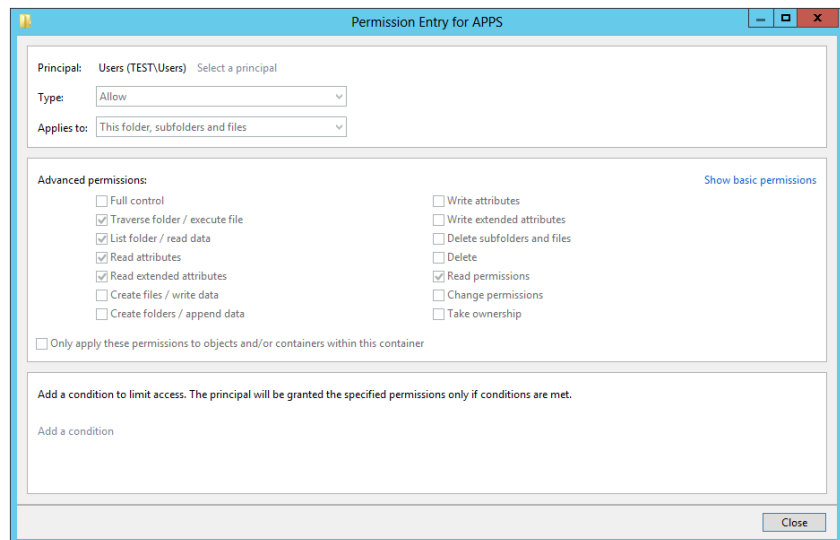 Permission Entry for APPS
Principal: Users (TEST\Users) Select a principal
Type: Allow
Applies to: This folder, subfolders and files
Advanced permissions: Show basic permissions
Full control Write attributes
Traverse folder / execute file Write extended attributes
List folder / read data Delete subfolders and files
Read attributes Delete
Read extended attributes Read permissions
Create files / write data Change permissions
Create folders / append data Take ownership
Only apply these permissions to objects and/or containers within this container
Add a condition to limit access. The principal will be granted the specified permissions only if conditions are met.
Add a condition
Close